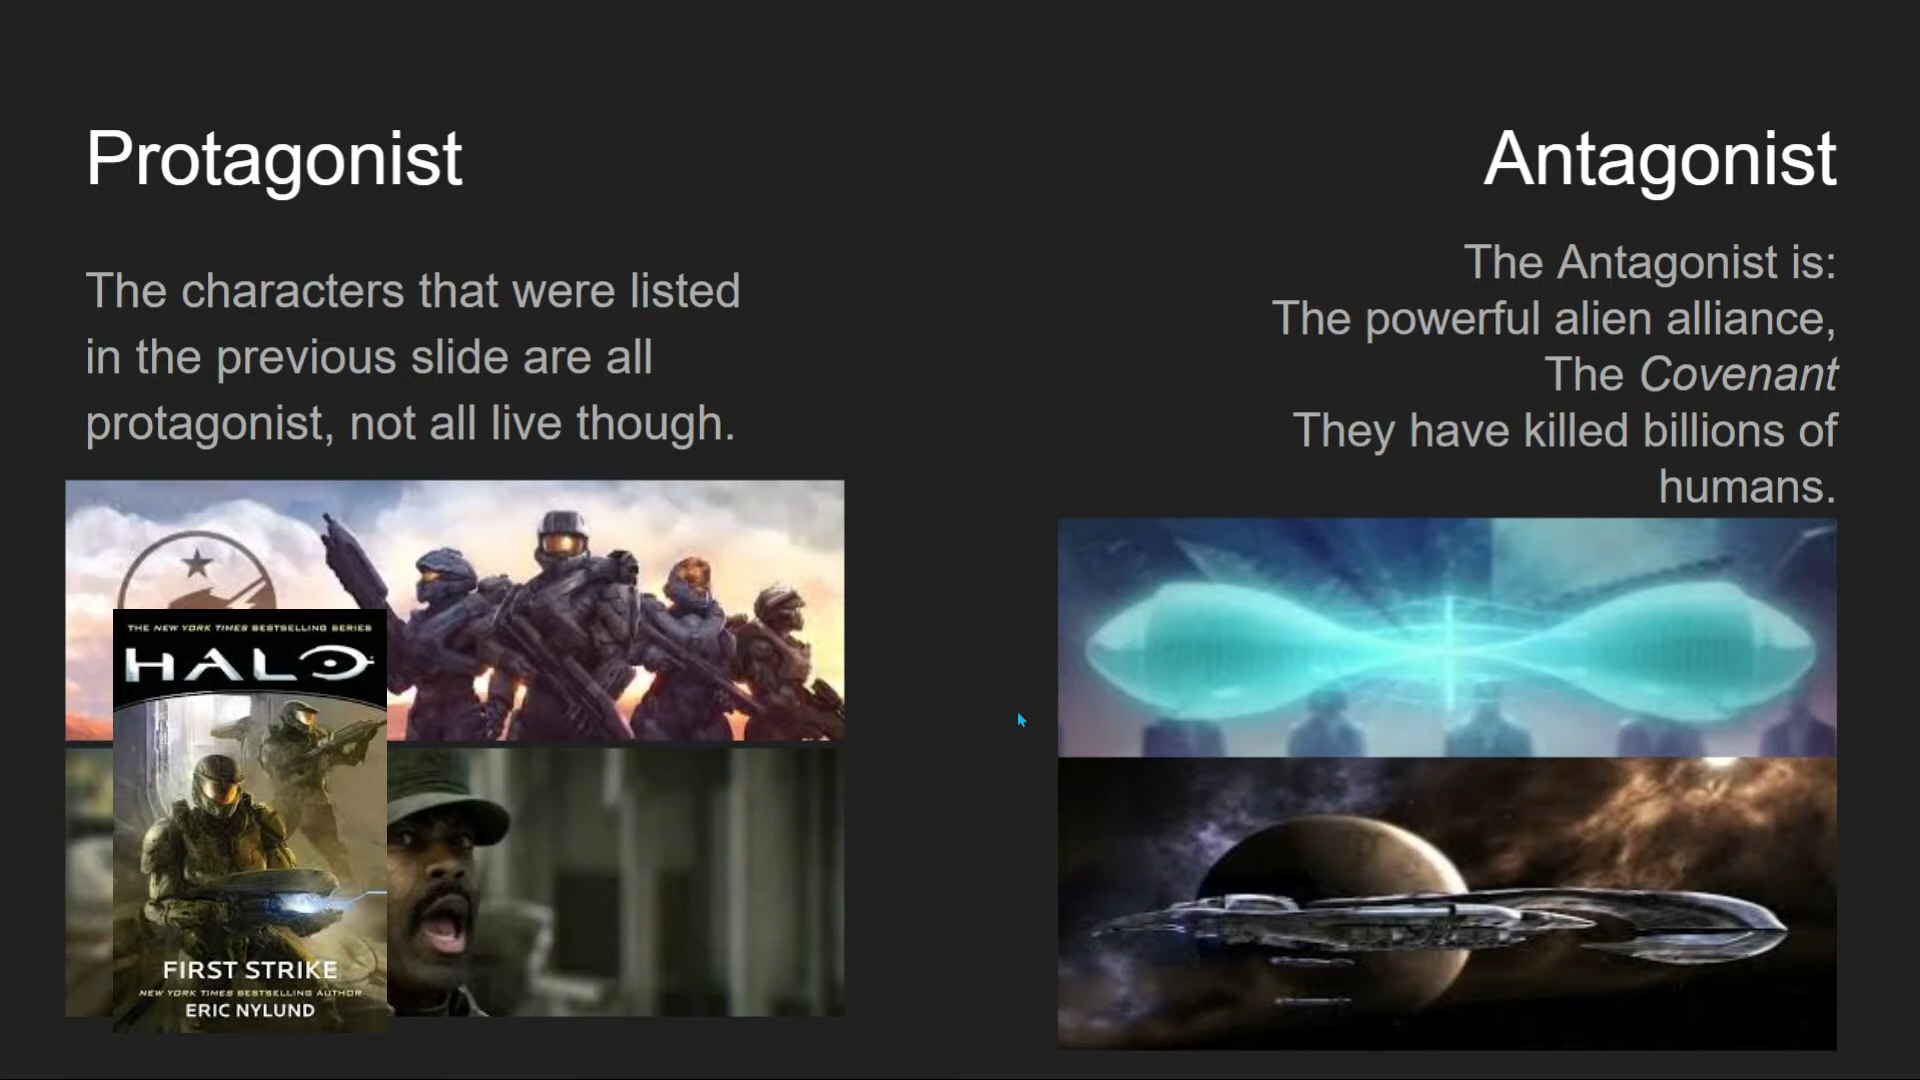 Protagonist
The characters that were listed
in the previous slide are all
protagonist, not all live though.
THE NEW YORK TIMES BESTSELLING SERIES
HALO
FIRST STRIKE
NEW YORK TIMES BESTSELLING AUTHOR
ERIC NYLUND
Antagonist
The Antagonist is:
The powerful alien alliance,
The Covenant
They have killed billions of
humans.